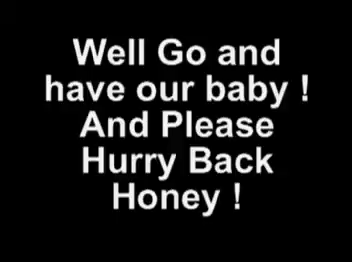 Well Go and
have our baby !
And Please
Hurry Back
Honey !